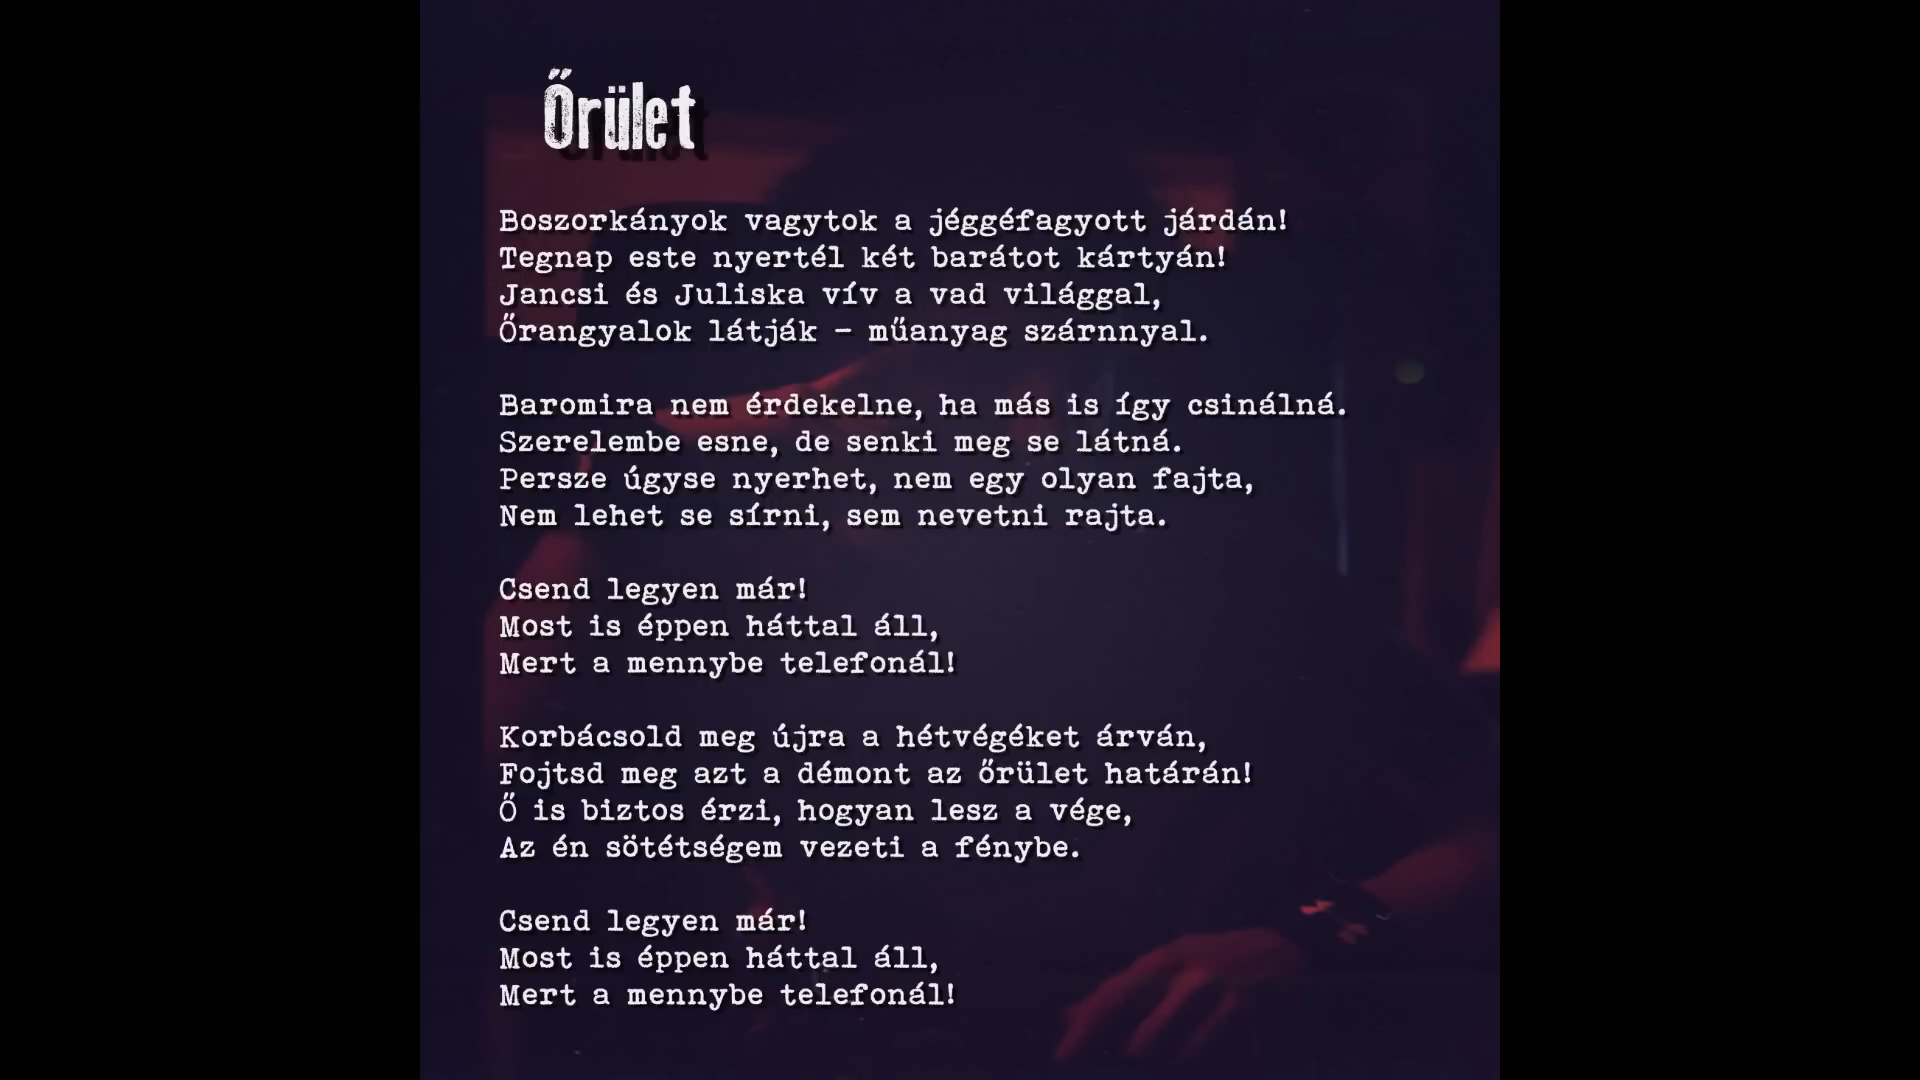 Őrület
Boszorkányok vagytok a jéggéfagyott járdán!
Tegnap este nyertél két barátot kártyán!
Jancsi és Juliska vív a vad világgal,
Őrangyalok látják - műanyag szárnnyal.
Baromira nem érdekelne, ha más is így csinálná.
Szerelembe esne, de senki meg se látná.
Persze úgyse nyerhet, nem egy olyan fajta,
Nem lehet se sírni, sem nevetni rajta.
Csend legyen már!
Most is éppen háttal áll,
Mert a mennybe telefonál!
Korbácsold meg újra a hétvégéket árván,
Fojtsd meg azt a démont az őrület határán!
Ő is biztos érzi, hogyan lesz a vége,
Az én sötétségem vezeti a fénybe.
Csend legyen már!
Most is éppen háttal áll,
Mert a mennybe telefonál!